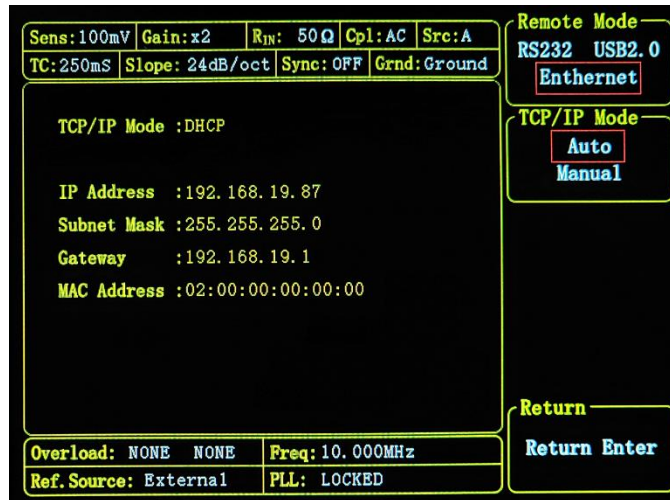 Sens:100mV Gain:x2 RIN: 50Ω Cpl:AC Src:A
TC:250mS Slope: 24dB/oct Sync:OFF Grnd:Ground
TCP/IP Mode :DHCP
IP Address :192.168.19.87
Subnet Mask :255.255.255.0
Gateway :192.168.19.1
MAC Address :02:00:00:00:00:00
Overload: NONE NONE Freq:10.000MHz
Ref.Source: External PLL: LOCKED
Remote Mode
RS232 USB2.0
Enthernet
TCP/IP Mode
Auto
Manual
Return
Return Enter